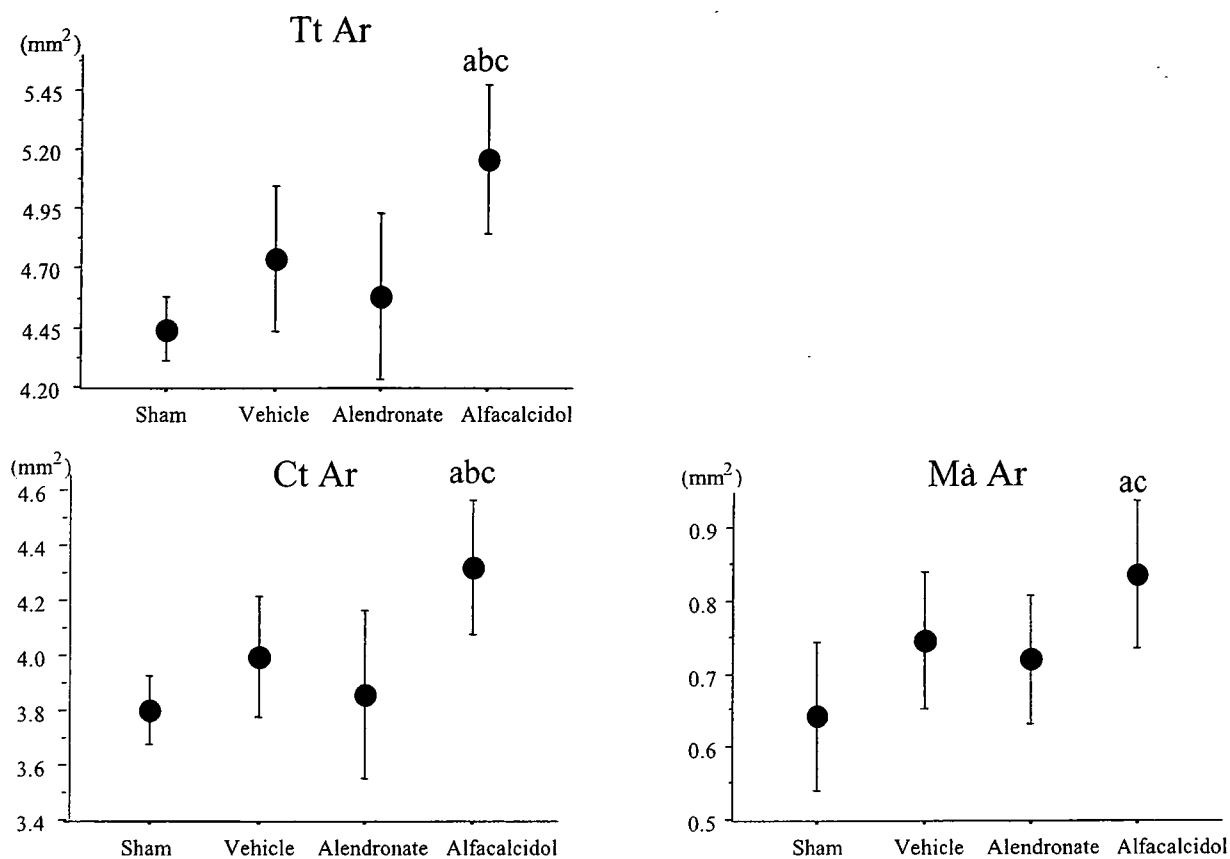 Tt Ar
(mm²)
abc
5.45
5.20
4.95
4.70
4.45
4.20
Sham Vehicle Alendronate Alfacalcidol
(mm²)
Ct Ar
abc
4.6
4.4
4.2
4.0
3.8
3.6
3.4
Sham Vehicle Alendronate Alfacalcidol
(mm²)
Mà Ar
ac
0.9
0.8
0.7
0.6
0.5
Sham Vehicle Alendronate Alfacalcidol